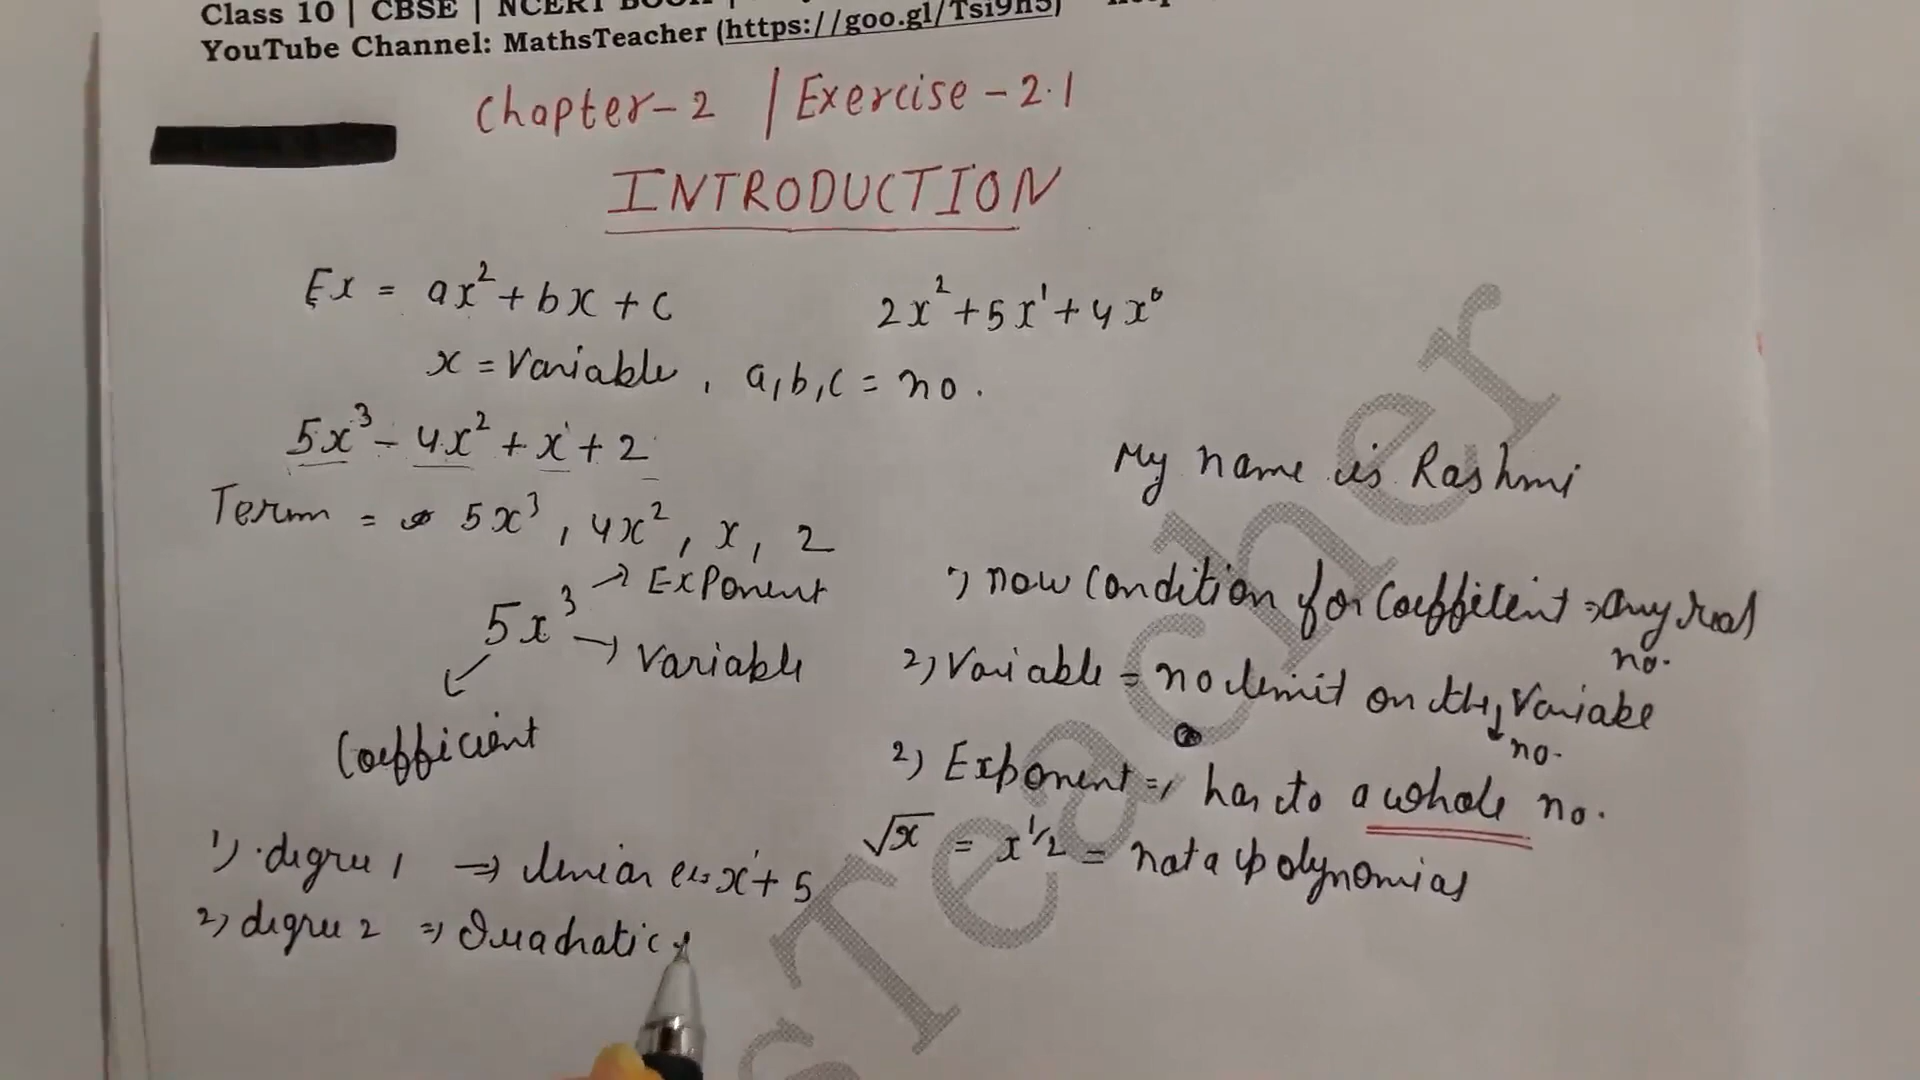 Class 10 | CBSE | NCERT BOOK |
YouTube Channel: MathsTeacher (https://goo.gl/Tsi9h5)
Chapter-2 | Exercise-2.1
INTRODUCTION
Ex = ax²+bx+c
2x²+5x¹+4x⁰
x = Variable, a,b,c = no.
5x³-4x²+x+2
My name is Rashmi
Term = 5x³, 4x², x, 2
5x³ → Exponent
→ Variable
Coefficient
1) now condition for Coefficient => any real no.
2) Variable = no limit on the Variable
no.
2) Exponent => has to a whole no.
√x = x^1/2 = not a polynomial
1) degree 1 => linear ex x¹+5
2) degree 2 => Quadratic
sTeacher